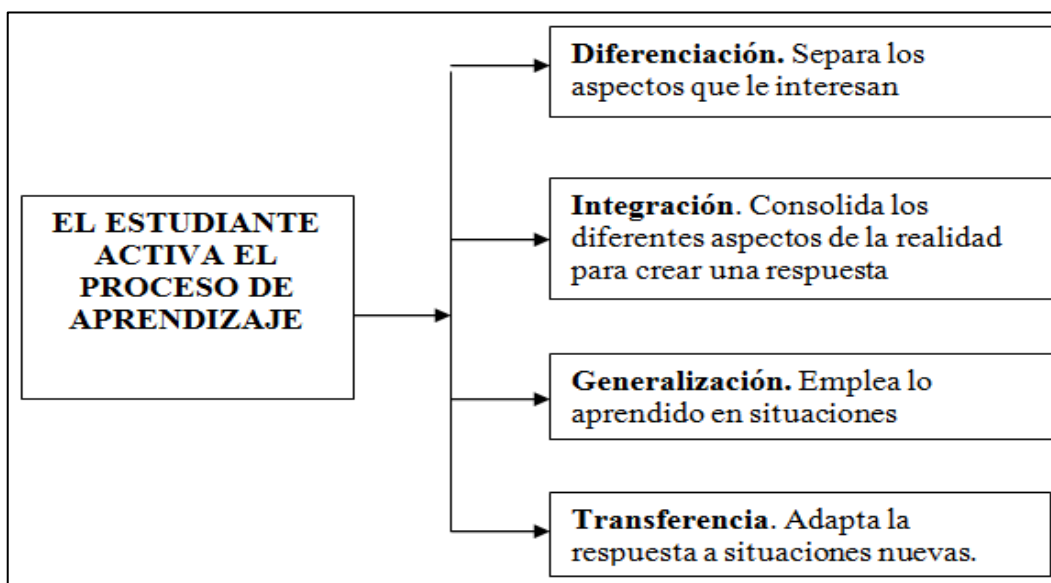 EL ESTUDIANTE
ACTIVA EL
PROCESO DE
APRENDIZAJE
Diferenciación. Separa los
aspectos que le interesan
Integración. Consolida los
diferentes aspectos de la realidad
para crear una respuesta
Generalización. Emplea lo
aprendido en situaciones
Transferencia. Adapta la
respuesta a situaciones nuevas.